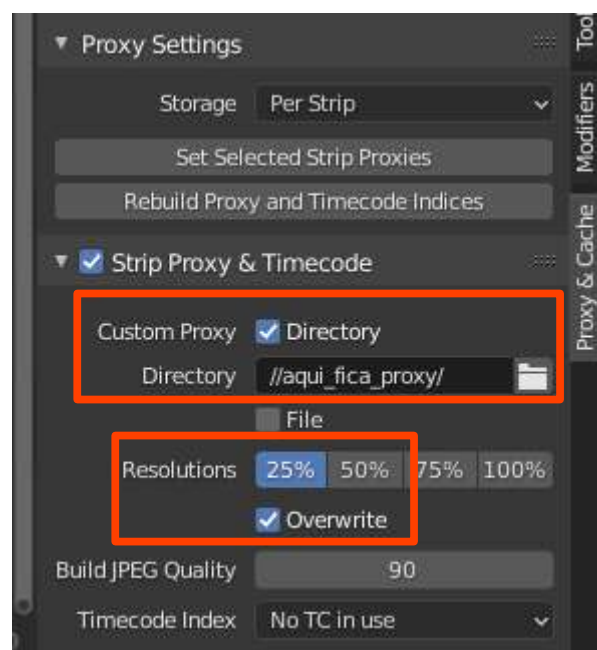 Proxy Settings
Storage Per Strip
Set Selected Strip Proxies
Rebuild Proxy and Timecode Indices
Strip Proxy & Timecode
Custom Proxy Directory
Directory //aqui_fica_proxy/
File
Resolutions 25% 50% 75% 100%
Overwrite
Build JPEG Quality 90
Timecode Index No TC in use
Tool
Modifiers
Proxy & Cache